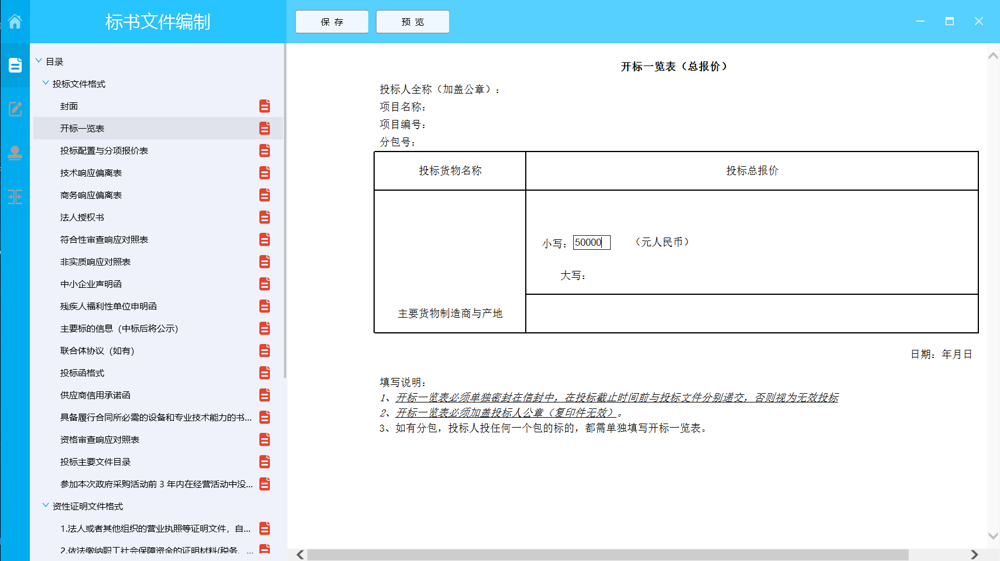 标书文件编制
保 存
预 览
目录
投标文件格式
封面
开标一览表
投标配置与分项报价表
技术响应偏离表
商务响应偏离表
法人授权书
符合性审查响应对照表
非实质响应对照表
中小企业声明函
残疾人福利性单位申明函
主要标的信息（中标后将公示）
联合体协议（如有）
投标函格式
供应商信用承诺函
具备履行合同所必需的设备和专业技术能力的书...
资格审查响应对照表
投标主要文件目录
参加本次政府采购活动前 3 年内在经营活动中没...
资性证明文件格式
1.法人或者其他组织的营业执照等证明文件，自...
2.依法缴纳职工社会保障资金的证明材料(税务、...
开标一览表（总报价）
投标人全称（加盖公章）：
项目名称：
项目编号：
分包号：
投标货物名称
投标总报价
小写：50000 （元人民币）
大写：
主要货物制造商与产地
日期：年月日
填写说明：
1、开标一览表必须单独密封在信封中，在投标截止时间前与投标文件分别递交，否则视为无效投标
2、开标一览表必须加盖投标人公章（复印件无效）。
3、如有分包，投标人投任何一个包的标的，都需单独填写开标一览表。